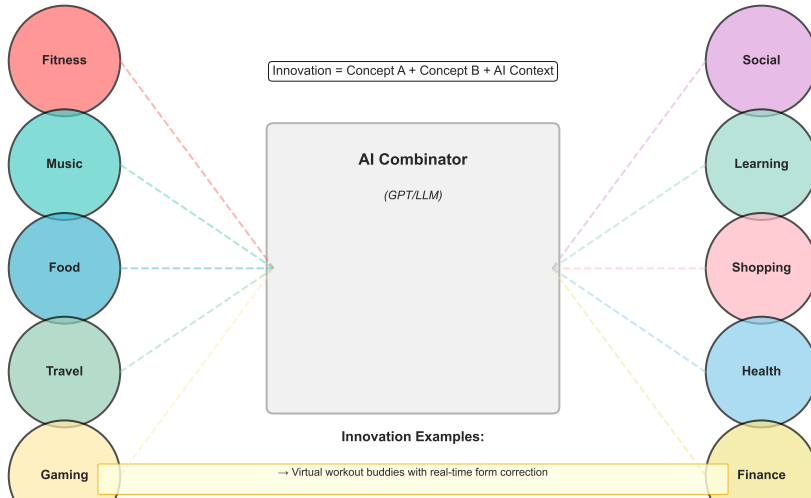 Innovation = Concept A + Concept B + AI Context
Fitness
Music
Food
Travel
Gaming
AI Combinator
(GPT/LLM)
Social
Learning
Shopping
Health
Finance
Innovation Examples:
→ Virtual workout buddies with real-time form correction